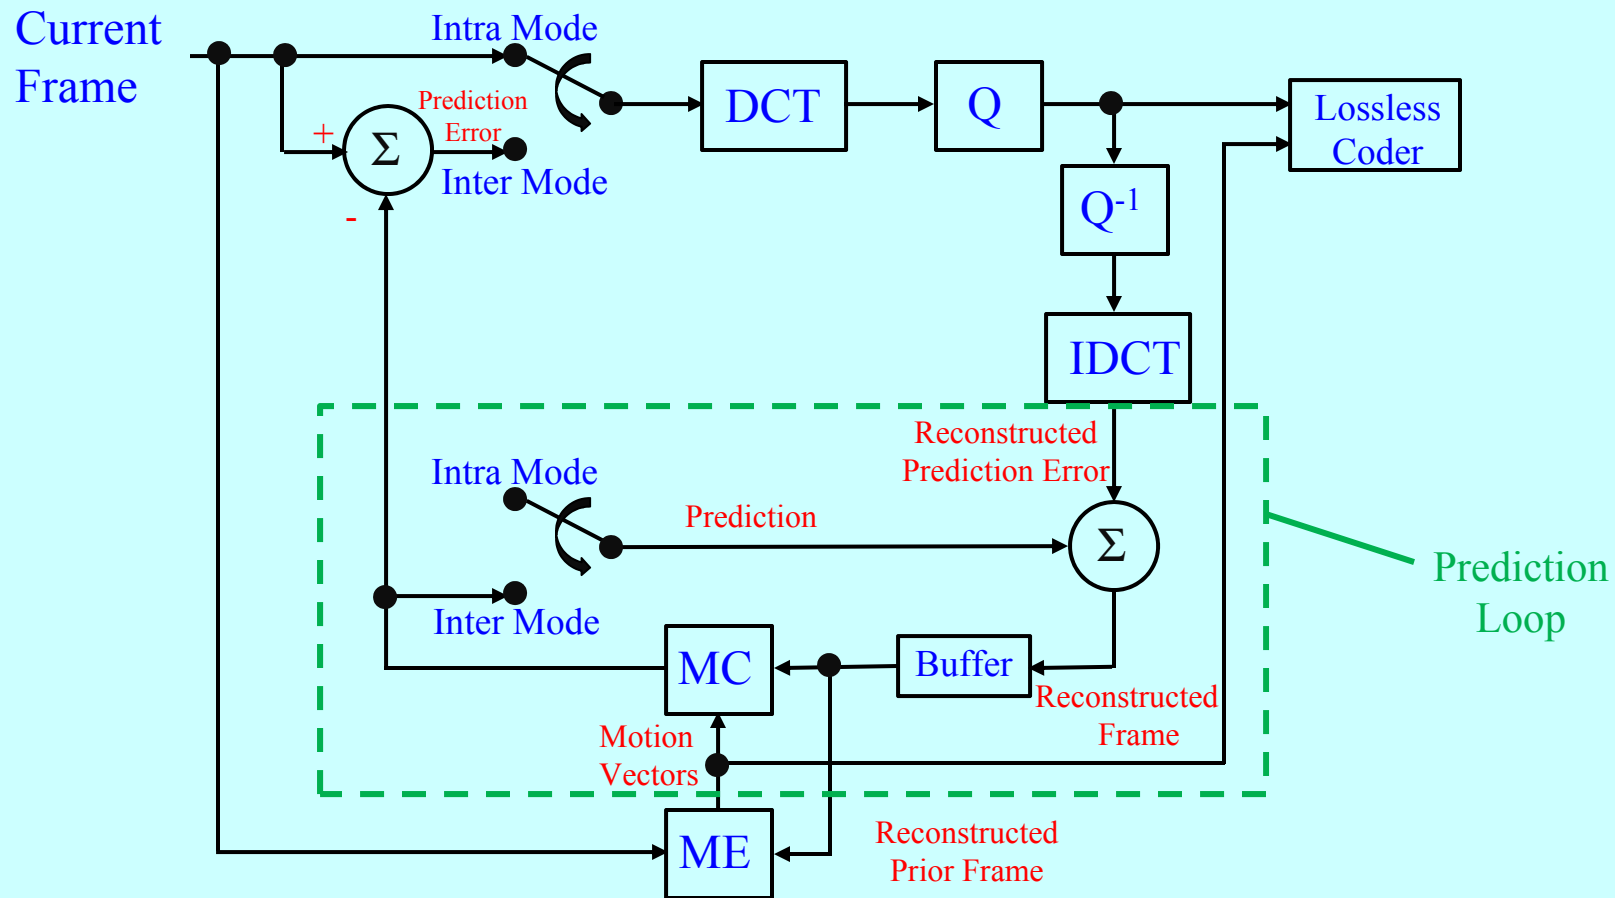 Current
Frame
Intra Mode
Prediction
Error
+
Σ
Inter Mode
-
DCT
Q
Lossless
Coder
Q-1
IDCT
Reconstructed
Prediction Error
Intra Mode
Prediction
Σ
Inter Mode
Prediction
Loop
MC
Buffer
Reconstructed
Frame
Motion
Vectors
ME
Reconstructed
Prior Frame